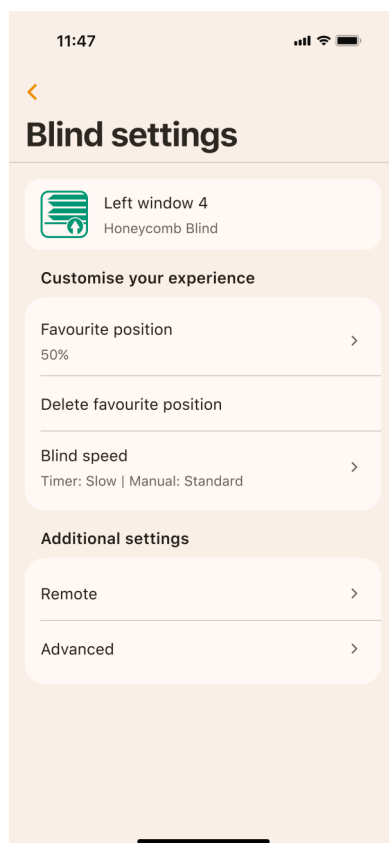 11:47
Blind settings
Left window 4
Honeycomb Blind
Customise your experience
Favourite position
50%
Delete favourite position
Blind speed
Timer: Slow | Manual: Standard
Additional settings
Remote
Advanced